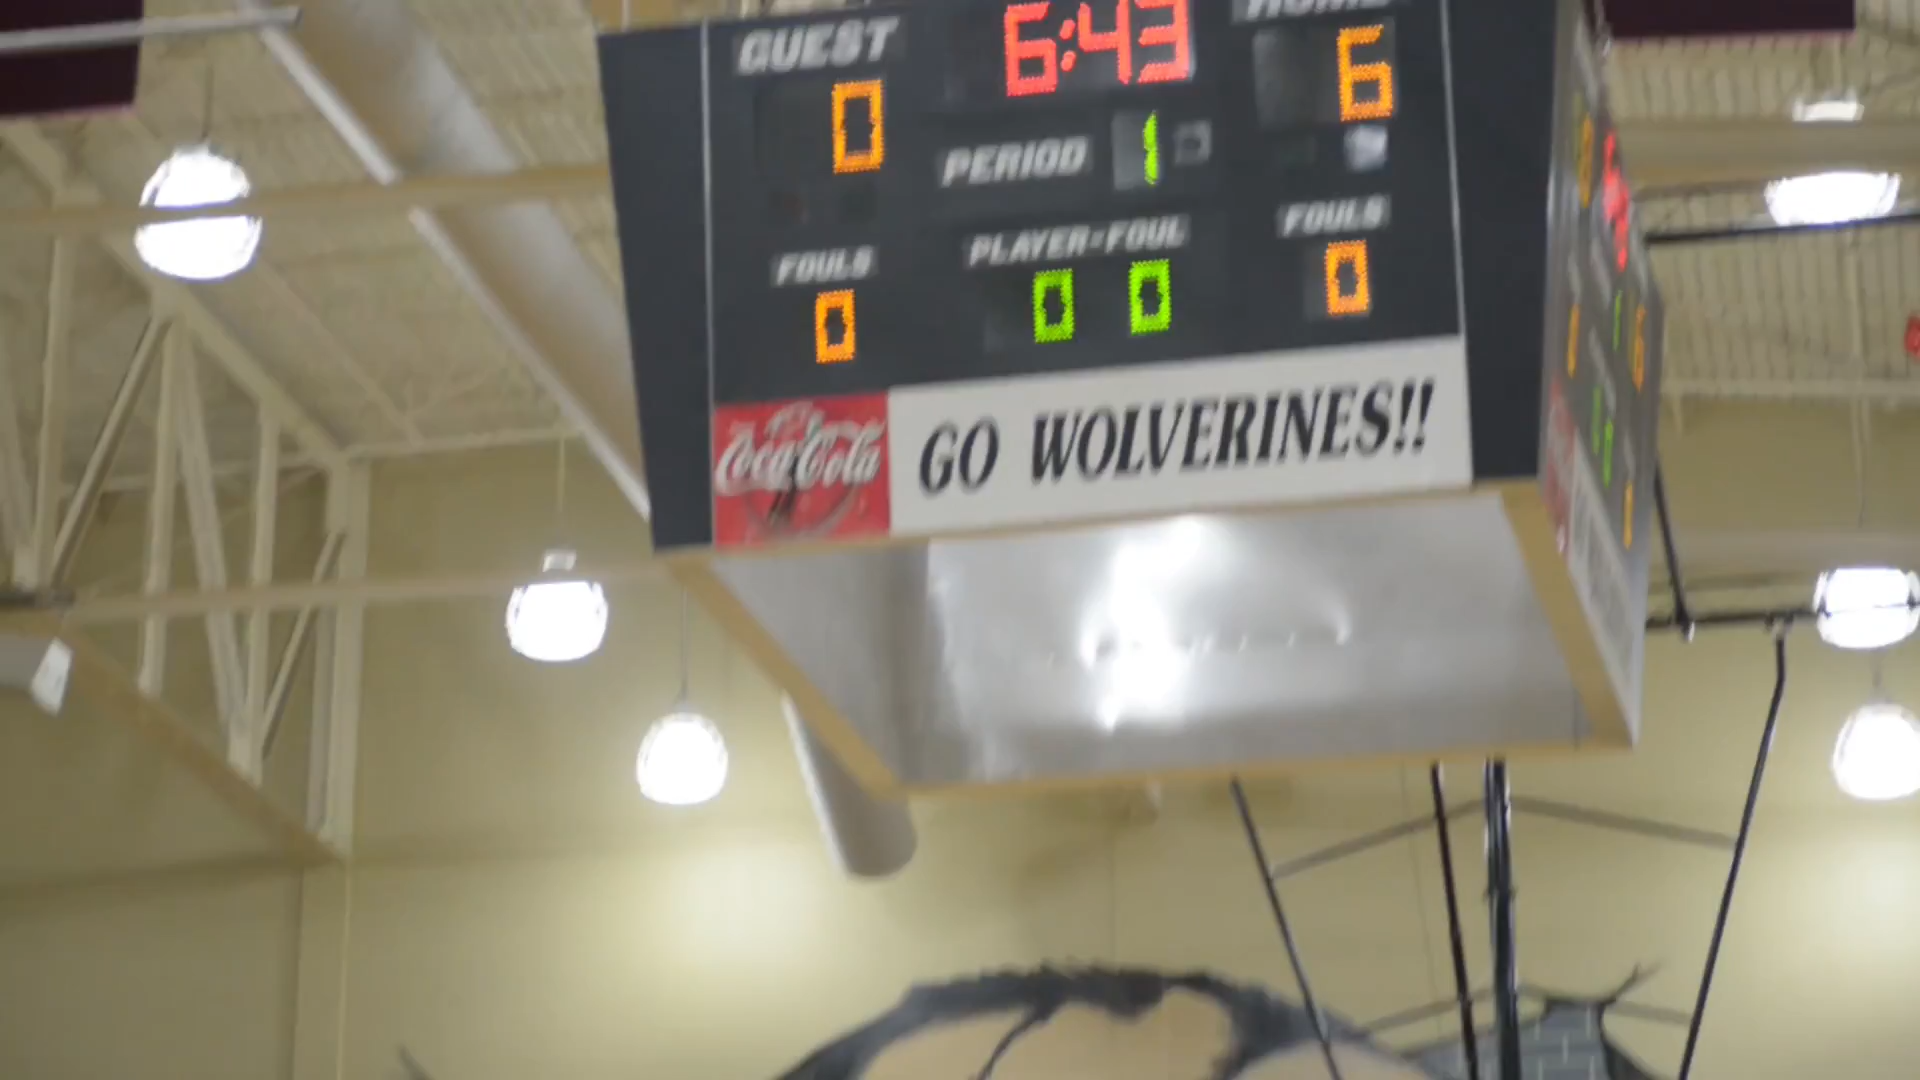 GUEST 6:43 HOME
0 6
PERIOD 1
PLAYER-FOUL FOULS
FOULS
0 0 0 0
Coca-Cola GO WOLVERINES!!